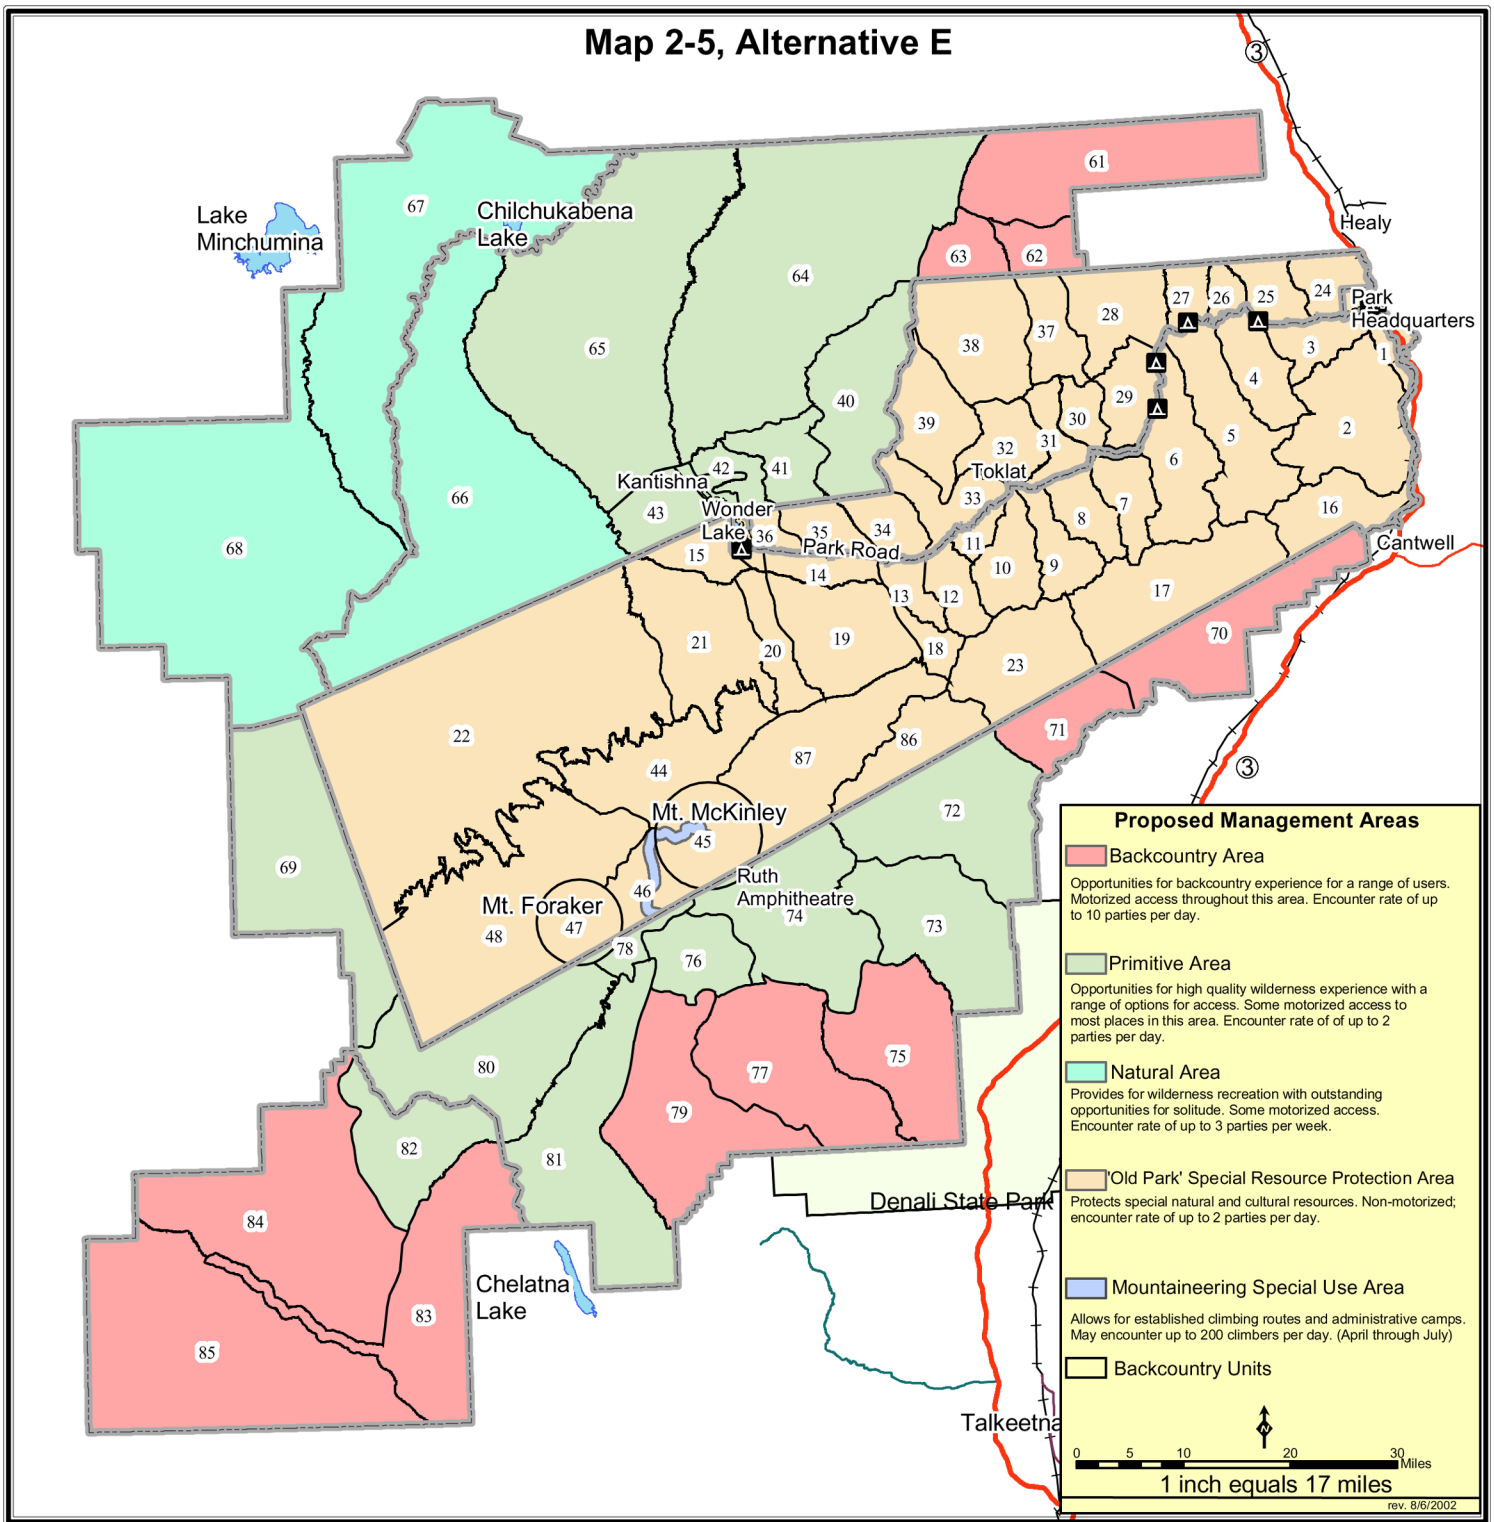 Map 2-5, Alternative E
3
61
67
Lake
Minchumina
Chilchukabena
Lake
Healy
63
62
64
27
26
25
24
Park
Headquarters
28
37
38
65
3
1
4
40
29
39
30
2
5
32
31
6
42
41
Toklat
Kantishna
66
33
43
Wonder
Lake
36
35
34
7
8
16
68
15
Park Road
11
Cantwell
10
9
14
13
12
17
21
20
19
18
23
70
22
71
86
87
44
3
Mt. McKinley
45
72
69
Ruth
Amphitheatre
46
Mt. Foraker
47
48
74
73
78
76
80
77
75
79
82
81
84
Denali State Park
Chelatna
Lake
83
85
Talkeetna
Proposed Management Areas
Backcountry Area
Opportunities for backcountry experience for a range of users.
Motorized access throughout this area. Encounter rate of up
to 10 parties per day.
Primitive Area
Opportunities for high quality wilderness experience with a
range of options for access. Some motorized access to
most places in this area. Encounter rate of of up to 2
parties per day.
Natural Area
Provides for wilderness recreation with outstanding
opportunities for solitude. Some motorized access.
Encounter rate of up to 3 parties per week.
'Old Park' Special Resource Protection Area
Protects special natural and cultural resources. Non-motorized;
encounter rate of up to 2 parties per day.
Mountaineering Special Use Area
Allows for established climbing routes and administrative camps.
May encounter up to 200 climbers per day. (April through July)
Backcountry Units
N
0 5 10 20 30
Miles
1 inch equals 17 miles
rev. 8/6/2002